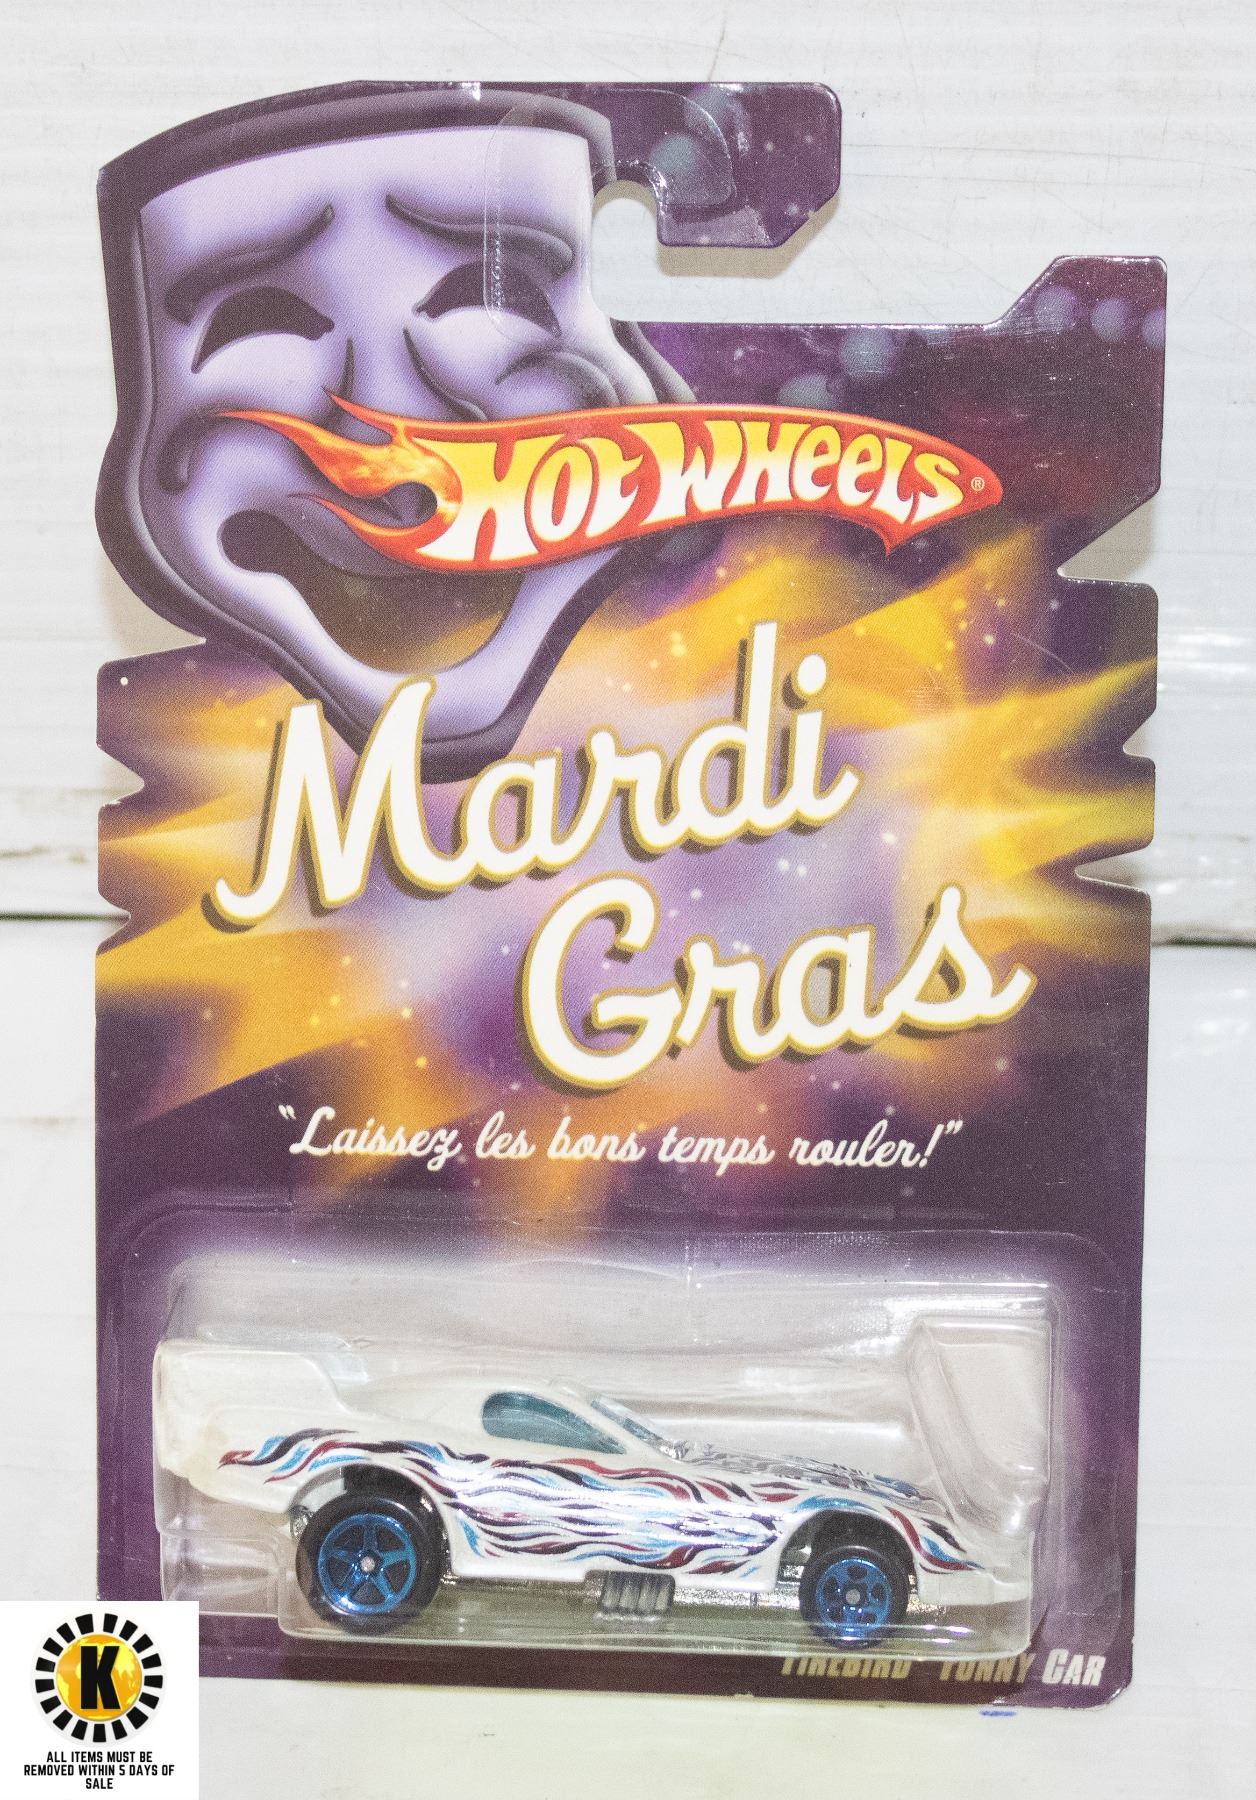 HOT WHEELS®
Mardi
Gras
"Laissez les bons temps rouler!"
FIREBIRD FUNNY CAR
K
ALL ITEMS MUST BE
REMOVED WITHIN 5 DAYS OF
SALE